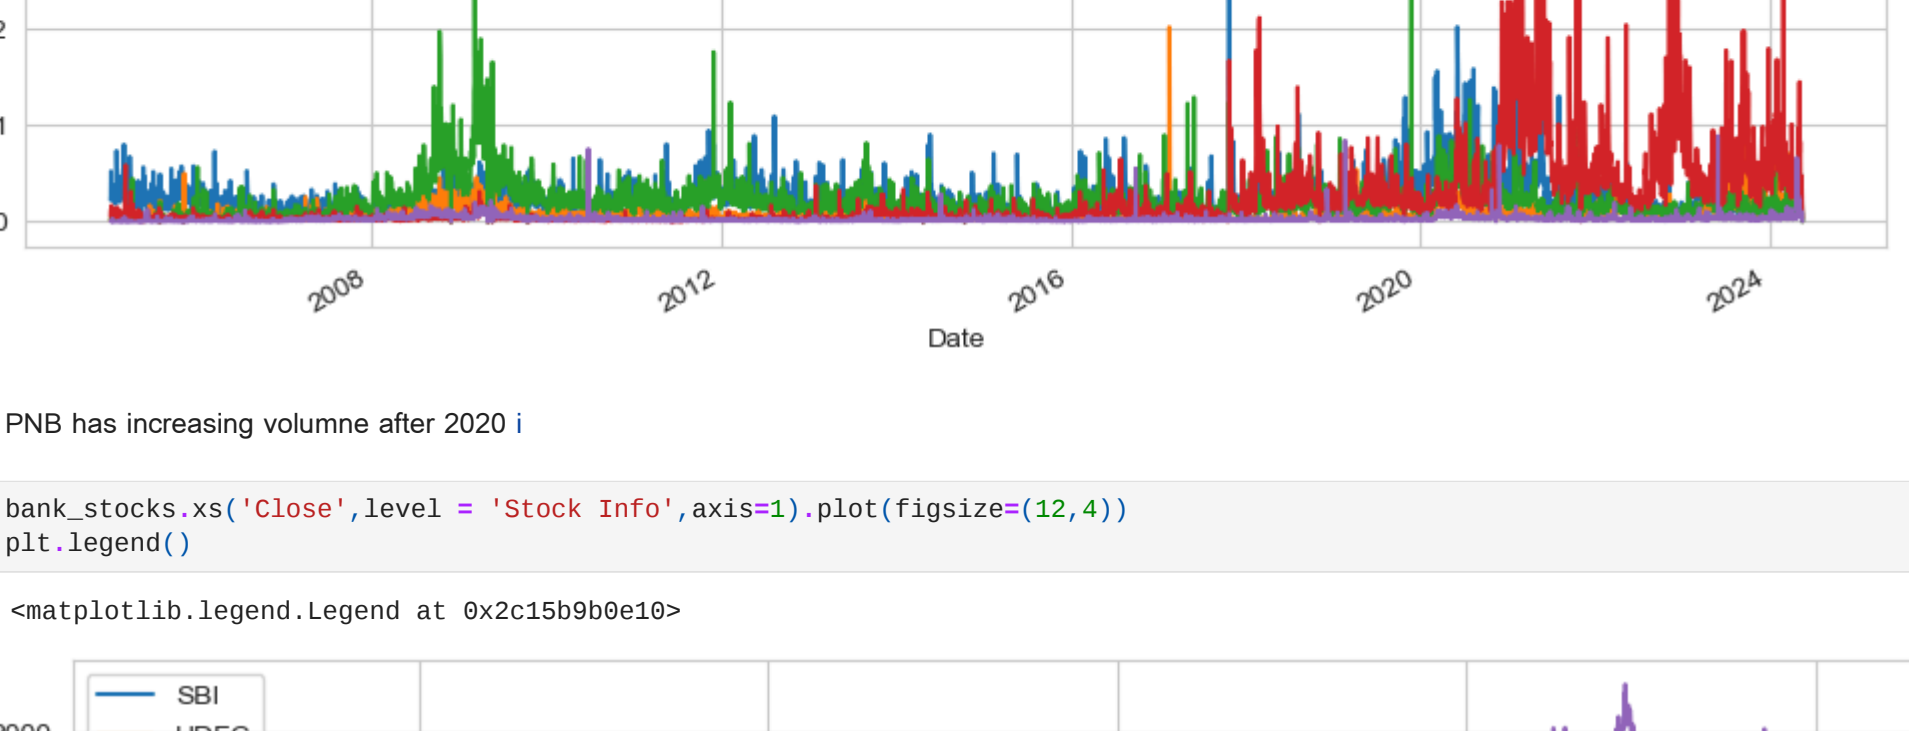 2
1
0
2008
2012
2016
2020
2024
Date
PNB has increasing volumne after 2020 i
bank_stocks.xs('Close',level = 'Stock Info',axis=1).plot(figsize=(12,4))
plt.legend()
<matplotlib.legend.Legend at 0x2c15b9b0e10>
SBI